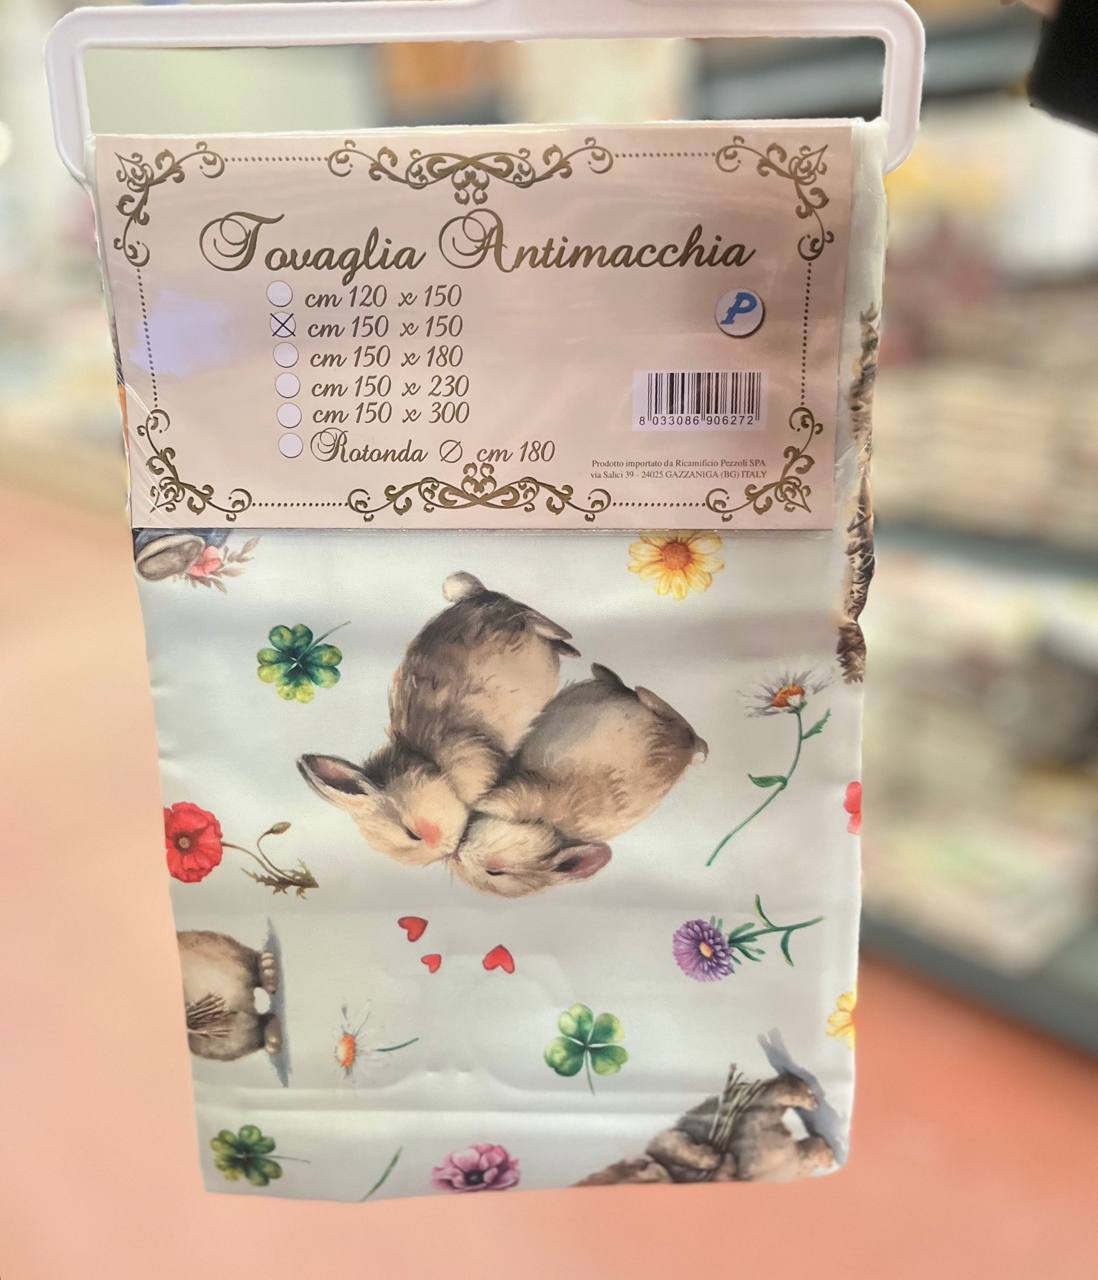 Tovaglia Antimacchia
cm 120 x 150
cm 150 x 150
cm 150 x 180
cm 150 x 230
cm 150 x 300
Rotonda Ø cm 180
P
8 033086 906272
Prodotto importato da Ricamificio Pezzoli SPA
via Salici 39 - 24025 GAZZANIGA (BG) ITALY